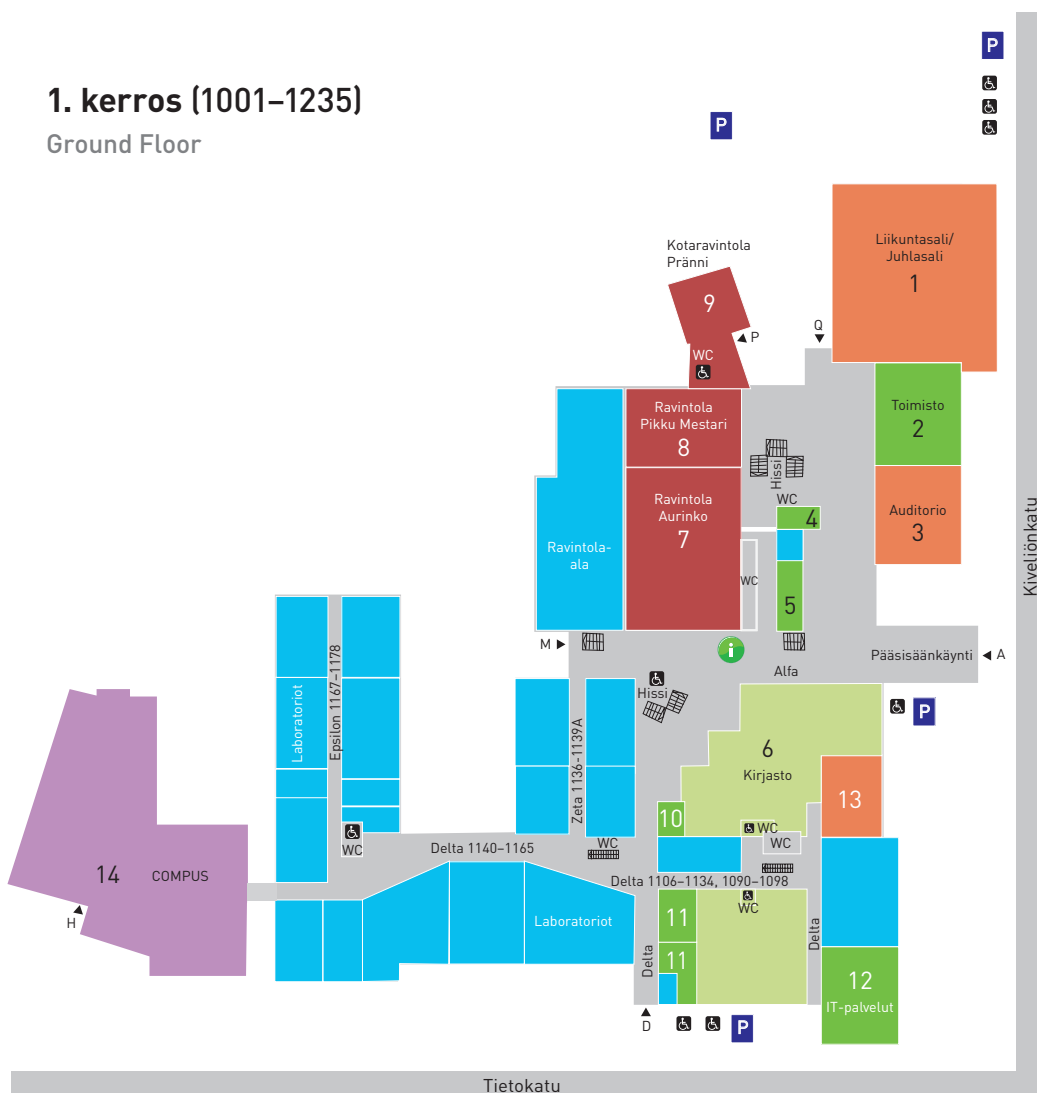 1. kerros (1001–1235)
Ground Floor
P
P
Liikuntasali/
Juhlasali
1
Kotaravintola
Pränni
9
P
Q
WC
Toimisto
2
Ravintola
Pikku Mestari
8
Hissi
WC
4
Auditorio
3
Ravintola
Aurinko
7
Ravintola-
ala
WC
5
Kiveliönkatu
M
i
Pääsisäänkäynti
A
Alfa
Hissi
P
Laboratoriot
Epsilon 1167–1178
Zeta 1136-1139A
6
Kirjasto
13
10
WC
WC
WC
WC
Delta 1140–1165
Delta 1106–1134, 1090–1098
14
COMPUS
H
11
WC
Laboratoriot
Delta
Delta
11
12
IT-palvelut
D
P
Tietokatu